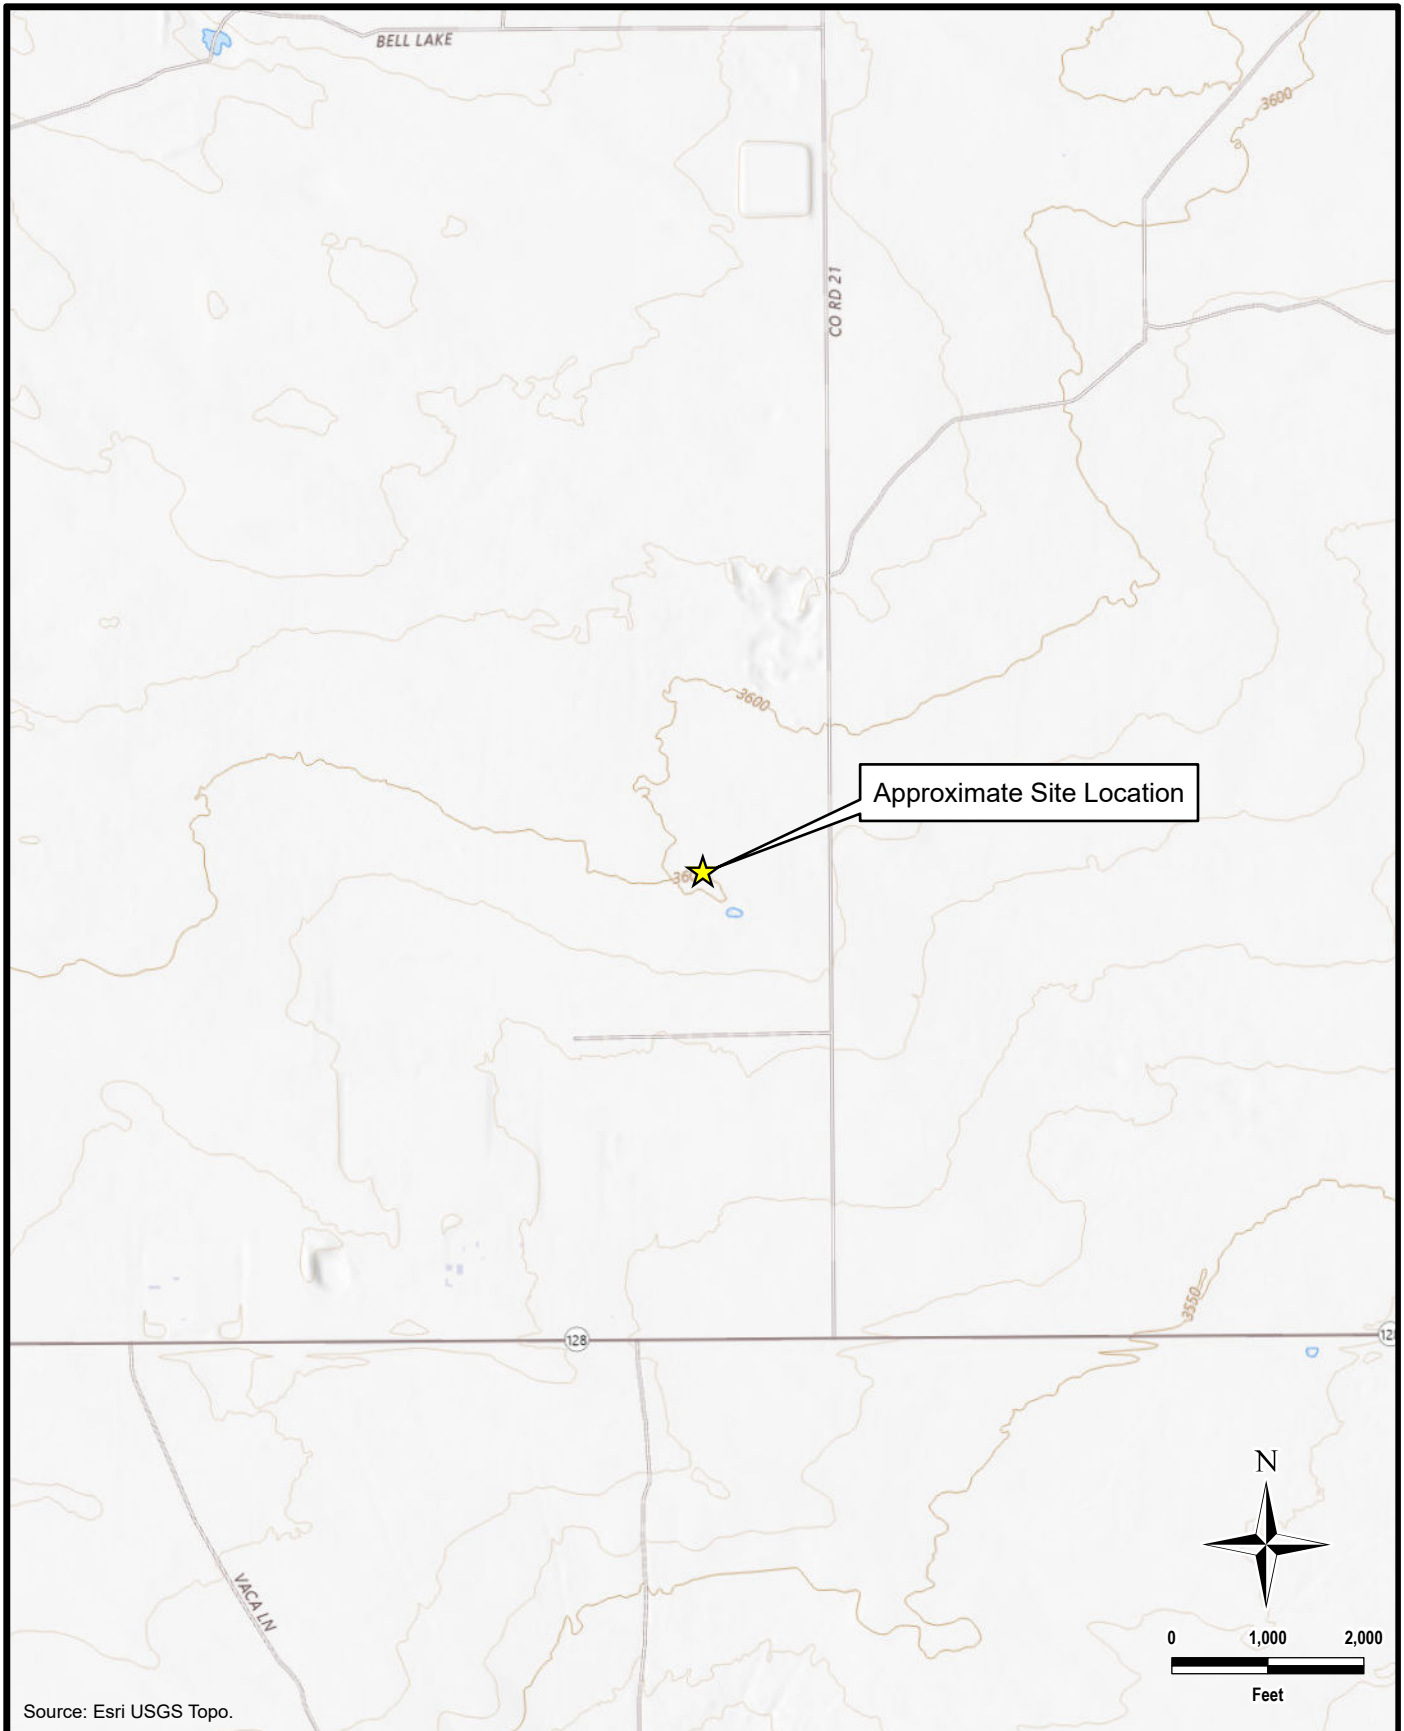 BELL LAKE
3600
CO RD 21
3600
Approximate Site Location
3550
128
N
VACA LN
0 1,000 2,000
Feet
Source: Esri USGS Topo.